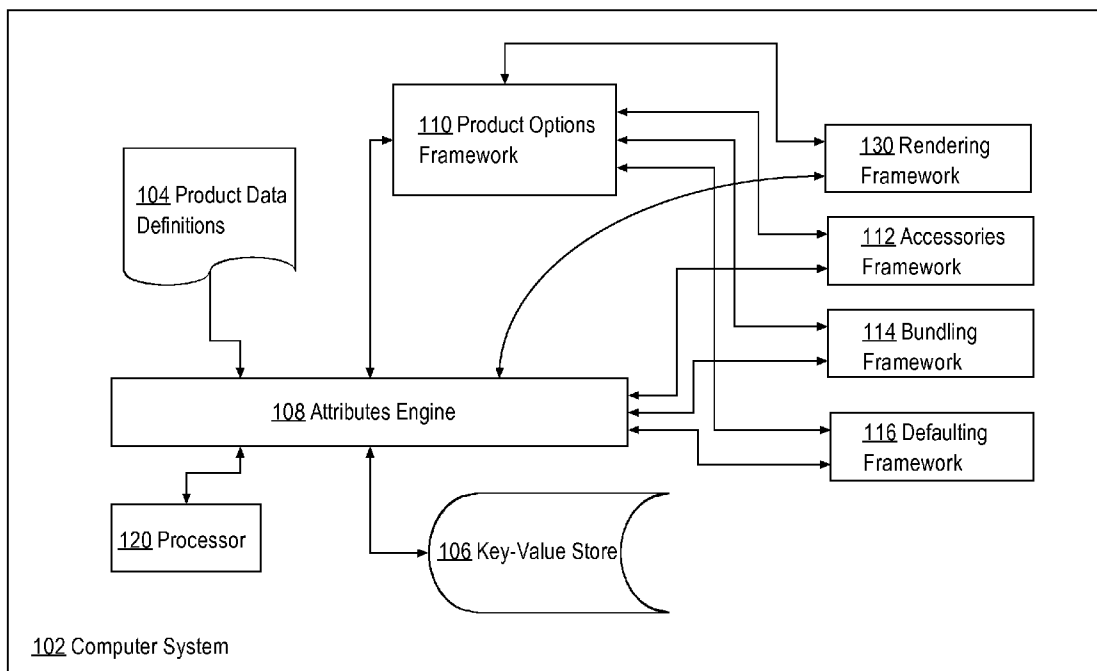 110 Product Options
Framework
130 Rendering
Framework
104 Product Data
Definitions
112 Accessories
Framework
114 Bundling
Framework
108 Attributes Engine
116 Defaulting
Framework
120 Processor
106 Key-Value Store
102 Computer System